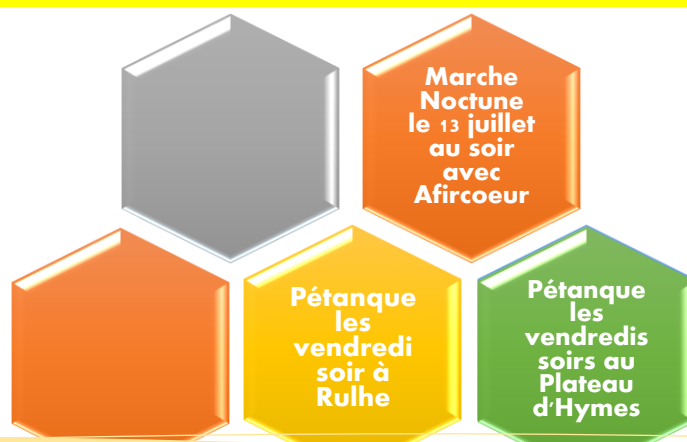 Marche
Noctune
le 13 juillet
au soir
avec
Afircoeur
Pétanque
les
vendredi
soir à
Rulhe
Pétanque
les
vendredis
soirs au
Plateau
d'Hymes